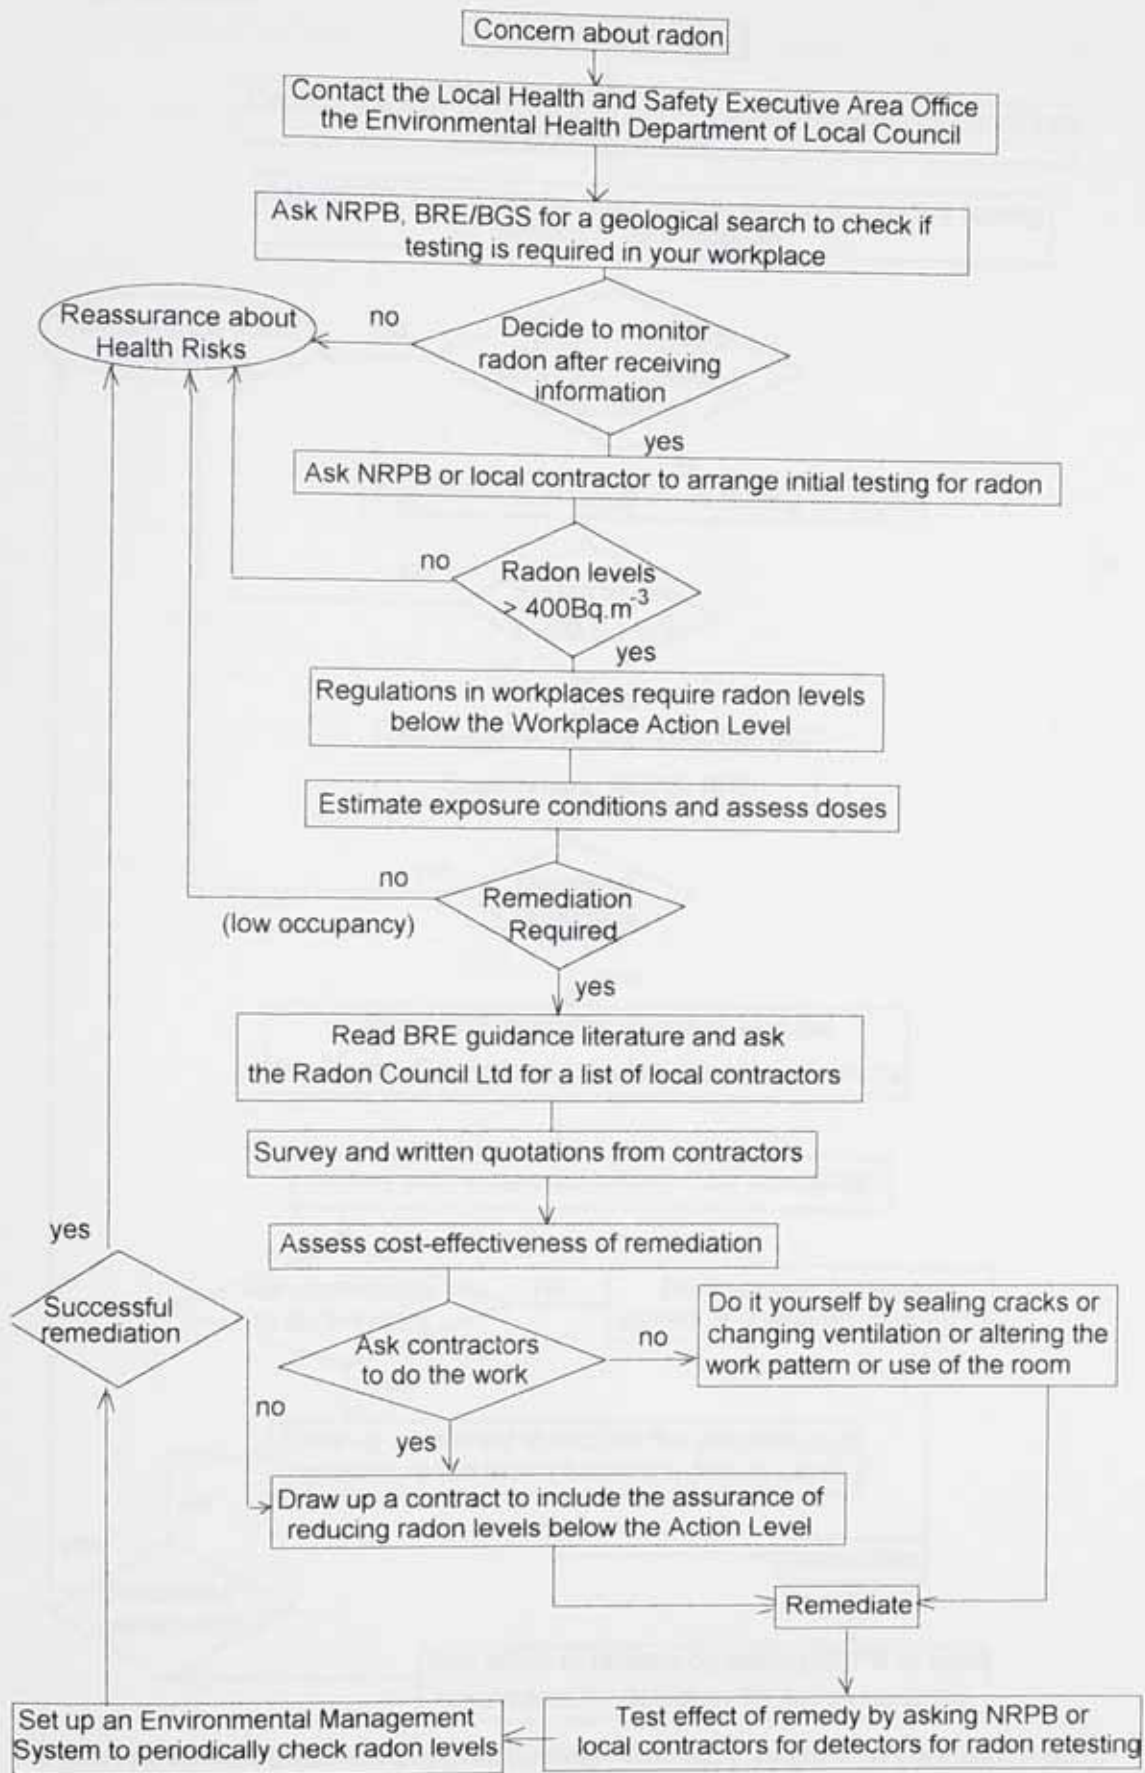 Concern about radon
Contact the Local Health and Safety Executive Area Office
the Environmental Health Department of Local Council
Ask NRPB, BRE/BGS for a geological search to check if
testing is required in your workplace
Reassurance about
Health Risks
no
Decide to monitor
radon after receiving
information
yes
Ask NRPB or local contractor to arrange initial testing for radon
no
Radon levels
> 400Bq.m⁻³
yes
Regulations in workplaces require radon levels
below the Workplace Action Level
Estimate exposure conditions and assess doses
no
(low occupancy)
Remediation
Required
yes
Read BRE guidance literature and ask
the Radon Council Ltd for a list of local contractors
Survey and written quotations from contractors
Assess cost-effectiveness of remediation
yes
Successful
remediation
no
Ask contractors
to do the work
no
Do it yourself by sealing cracks or
changing ventilation or altering the
work pattern or use of the room
yes
Draw up a contract to include the assurance of
reducing radon levels below the Action Level
Remediate
Set up an Environmental Management
System to periodically check radon levels
Test effect of remedy by asking NRPB or
local contractors for detectors for radon retesting